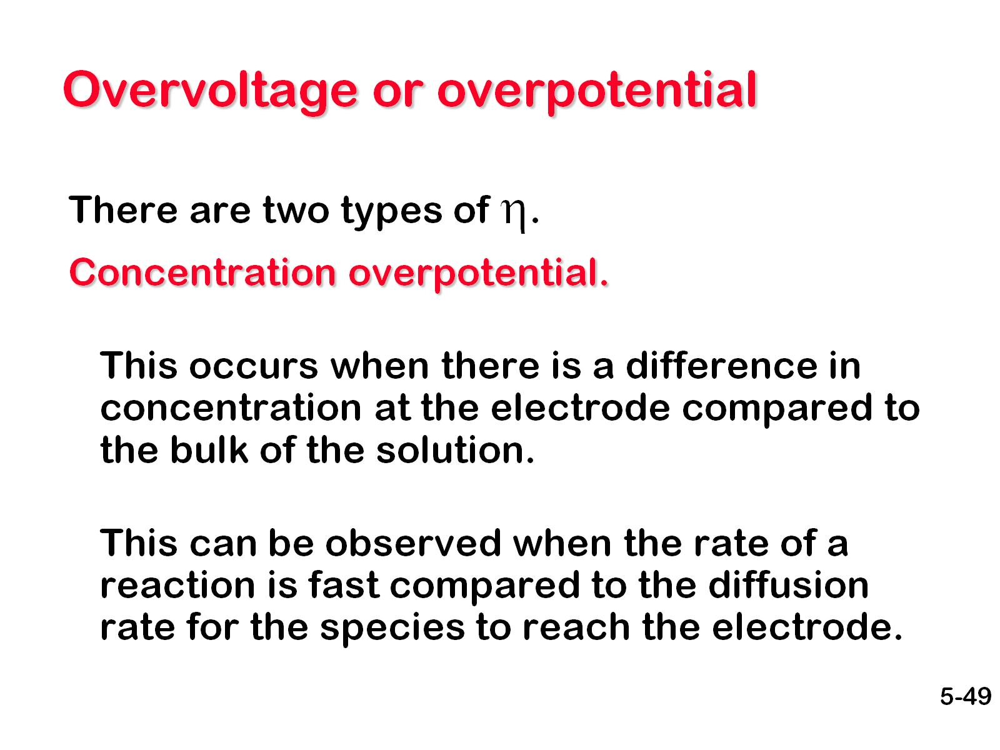 Overvoltage or overpotential
There are two types of η.
Concentration overpotential.
This occurs when there is a difference in
concentration at the electrode compared to
the bulk of the solution.
This can be observed when the rate of a
reaction is fast compared to the diffusion
rate for the species to reach the electrode.
5-49